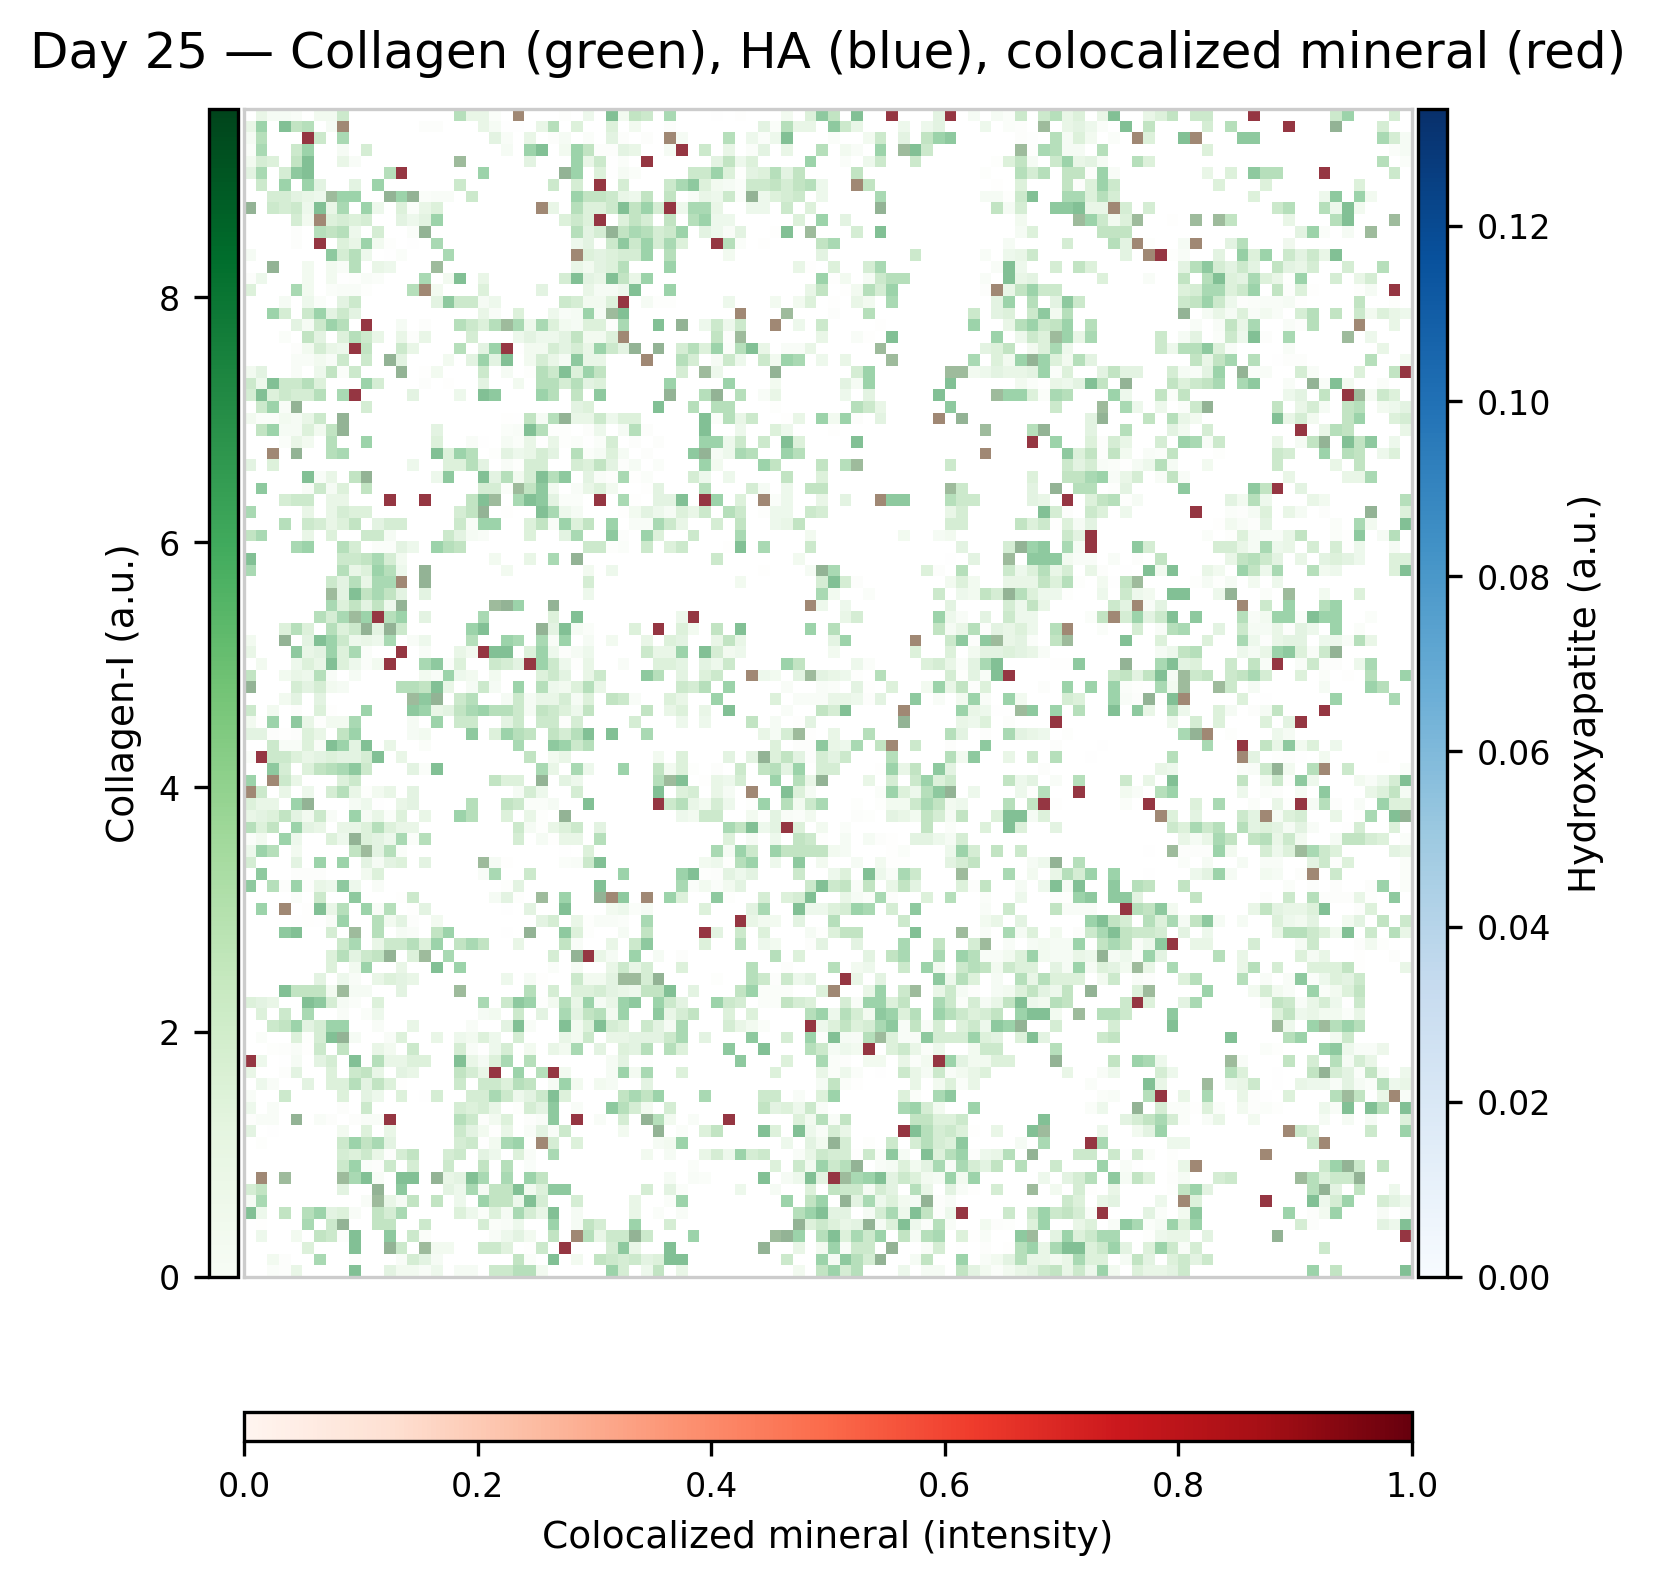 Day 25 — Collagen (green), HA (blue), colocalized mineral (red)
Collagen-I (a.u.)
8
6
4
2
0
0.12
0.10
0.08
0.06
0.04
0.02
0.00
Hydroxyapatite (a.u.)
0.0 0.2 0.4 0.6 0.8 1.0
Colocalized mineral (intensity)